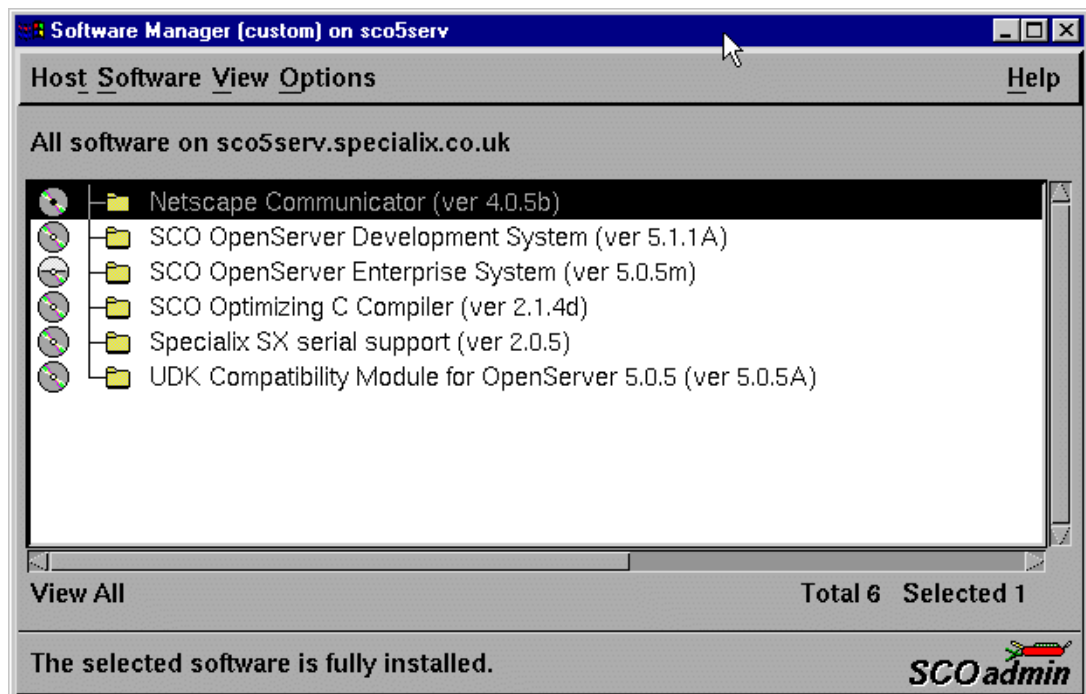 Software Manager (custom) on sco5serv
Host Software View Options Help
All software on sco5serv.specialix.co.uk
Netscape Communicator (ver 4.0.5b)
SCO OpenServer Development System (ver 5.1.1A)
SCO OpenServer Enterprise System (ver 5.0.5m)
SCO Optimizing C Compiler (ver 2.1.4d)
Specialix SX serial support (ver 2.0.5)
UDK Compatibility Module for OpenServer 5.0.5 (ver 5.0.5A)
View All Total 6 Selected 1
The selected software is fully installed.
SCOadmin